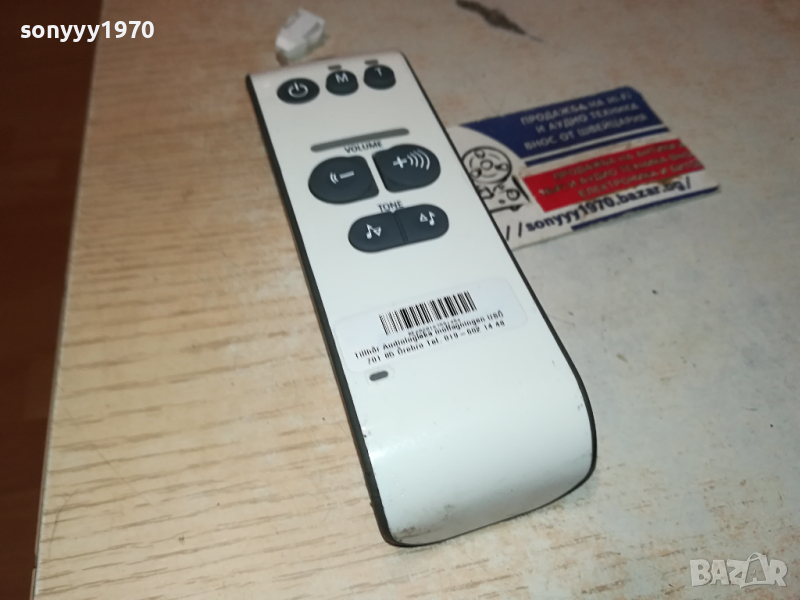 sonyyy1970
M
T
VOLUME
TONE
Tillhör Audiologiska mottagningen USÖ
701 85 Örebro Tel. 019-602 14 48
ПРОДАЖБА НА HI-FI
И АУДИО ТЕХНИКА
ВНОС ОТ ШВЕЙЦАРИЯ
//sonyyy1970.bazar.bg/
BAZAR